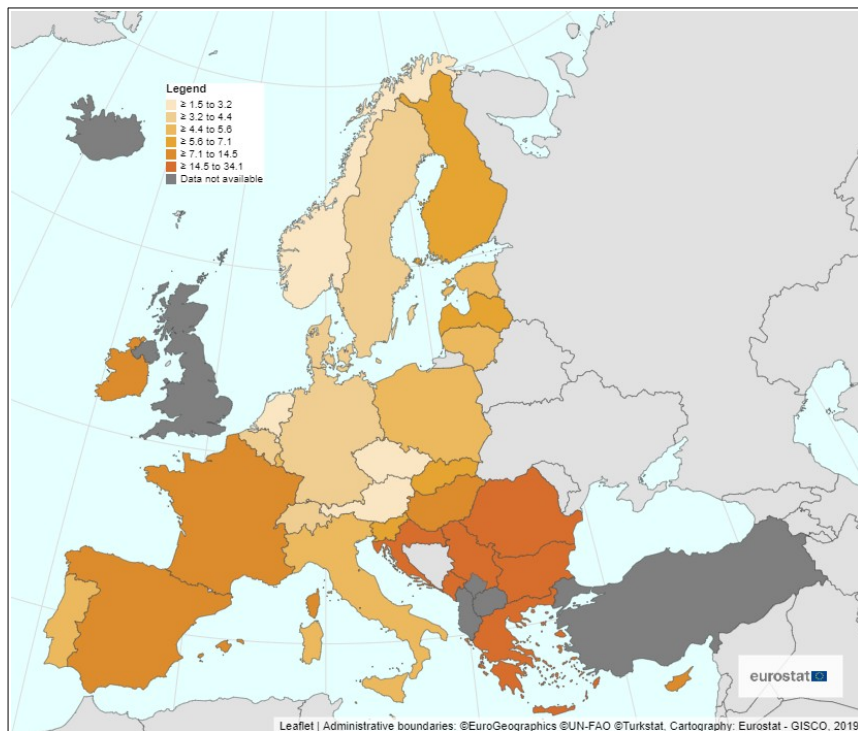 Legend
≥ 1.5 to 3.2
≥ 3.2 to 4.4
≥ 4.4 to 5.6
≥ 5.6 to 7.1
≥ 7.1 to 14.5
≥ 14.5 to 34.1
Data not available
eurostat
Leaflet | Administrative boundaries: ©EuroGeographics ©UN-FAO ©Turkstat, Cartography: Eurostat - GISCO, 2019